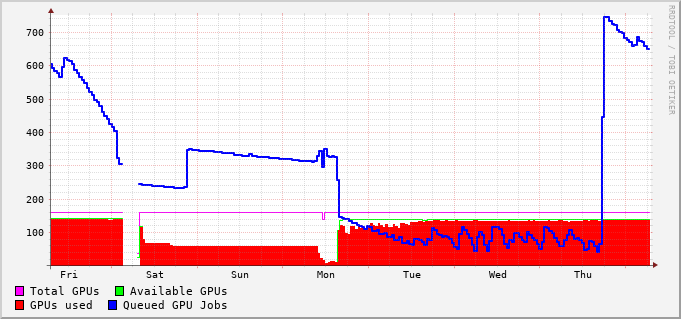 700
600
500
400
300
200
100
Fri Sat Sun Mon Tue Wed Thu
Total GPUs Available GPUs
GPUs used Queued GPU Jobs
RRDTOOL / TOBI OETIKER